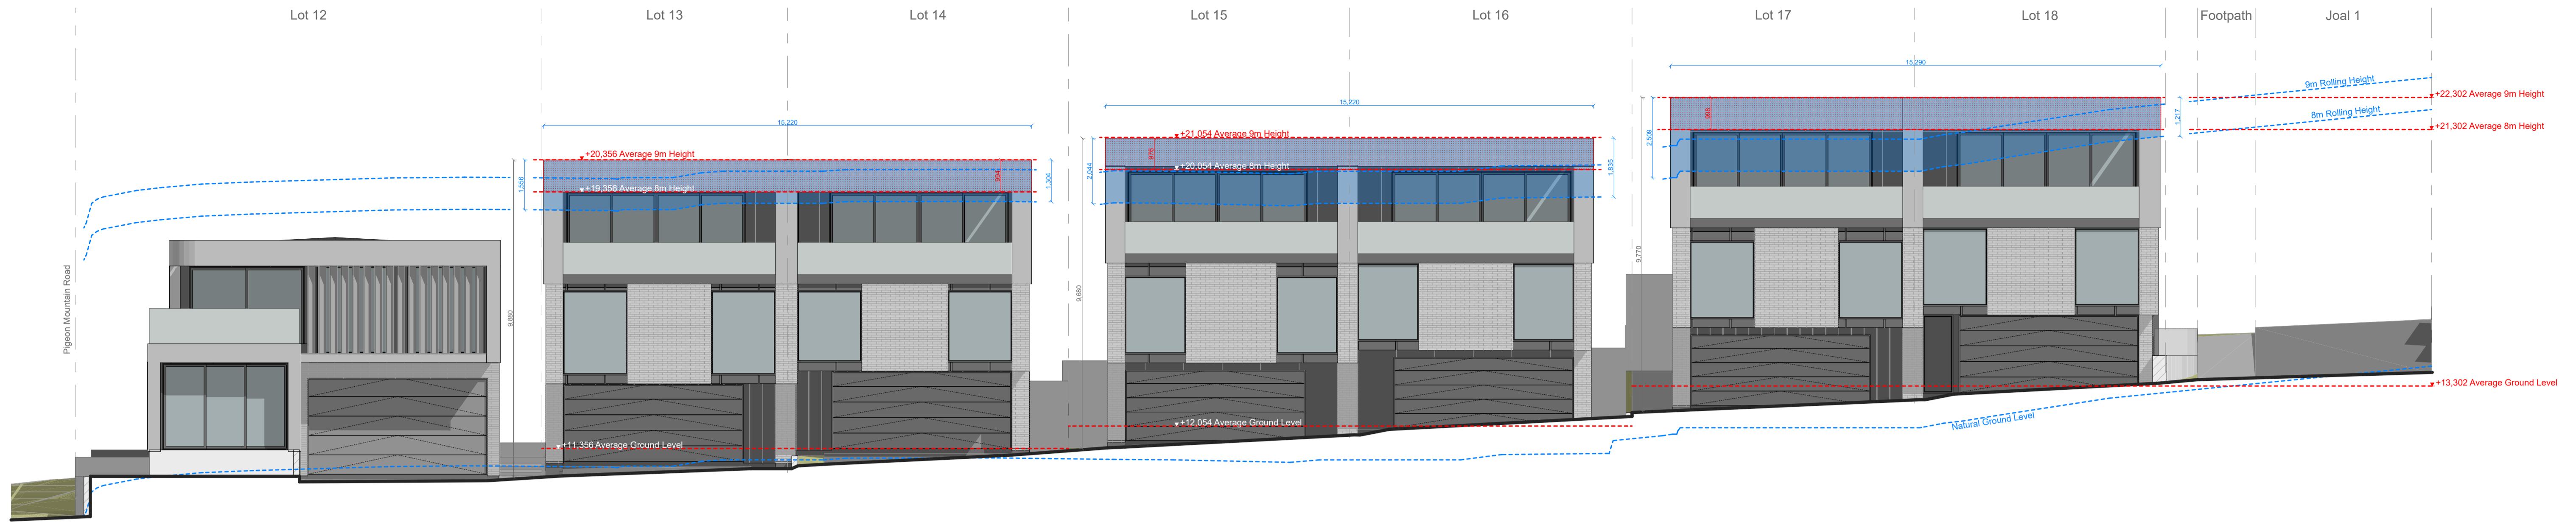 Lot 12
Lot 13
Lot 14
Lot 15
Lot 16
Lot 17
Lot 18
Footpath
Joal 1
15,290
9m Rolling Height
+22,302 Average 9m Height
8m Rolling Height
+21,302 Average 8m Height
15,220
15,220
998
1,217
2,509
+21,054 Average 9m Height
+20,356 Average 9m Height
976
+20,054 Average 8m Height
2,044
1,835
1,556
+19,356 Average 8m Height
954
1,304
9,770
9,680
9,880
Pigeon Mountain Road
+13,302 Average Ground Level
Natural Ground Level
+12,054 Average Ground Level
+11,356 Average Ground Level